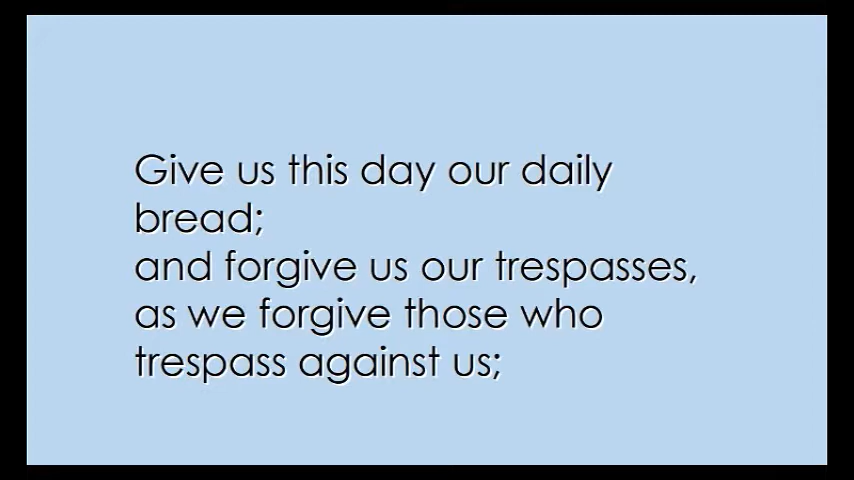 Give us this day our daily
bread;
and forgive us our trespasses,
as we forgive those who
trespass against us;